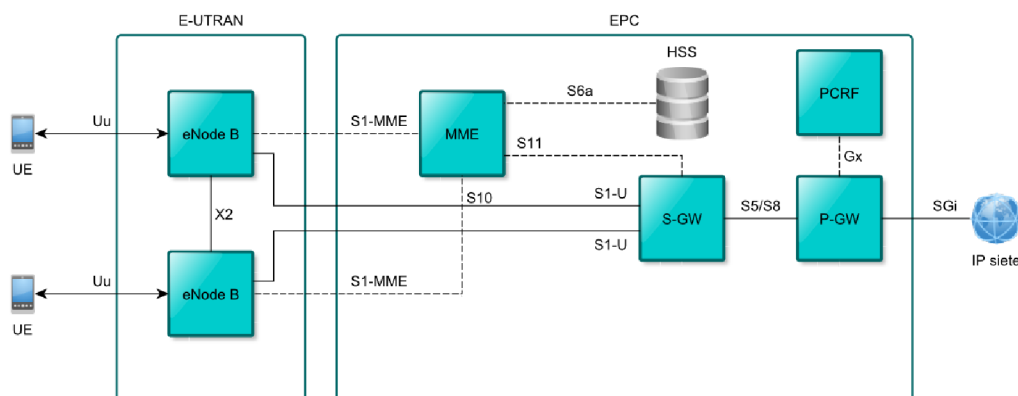 E-UTRAN
EPC
HSS
PCRF
S6a
Uu
eNode B
S1-MME
MME
UE
S11
Gx
S10
S1-U
X2
S-GW
S5/S8
P-GW
SGi
S1-U
IP siete
Uu
eNode B
S1-MME
UE